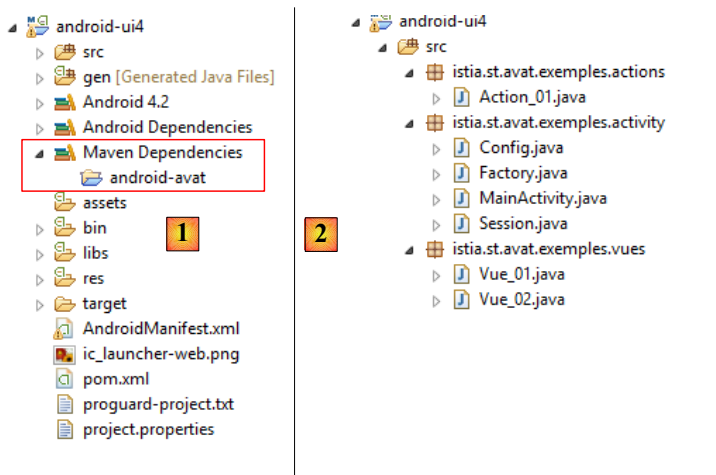 android-ui4
src
gen [Generated Java Files]
Android 4.2
Android Dependencies
Maven Dependencies
android-avat
assets
bin
libs
res
target
AndroidManifest.xml
ic_launcher-web.png
pom.xml
proguard-project.txt
project.properties
1
2
android-ui4
src
istia.st.avat.exemples.actions
Action_01.java
istia.st.avat.exemples.activity
Config.java
Factory.java
MainActivity.java
Session.java
istia.st.avat.exemples.vues
Vue_01.java
Vue_02.java